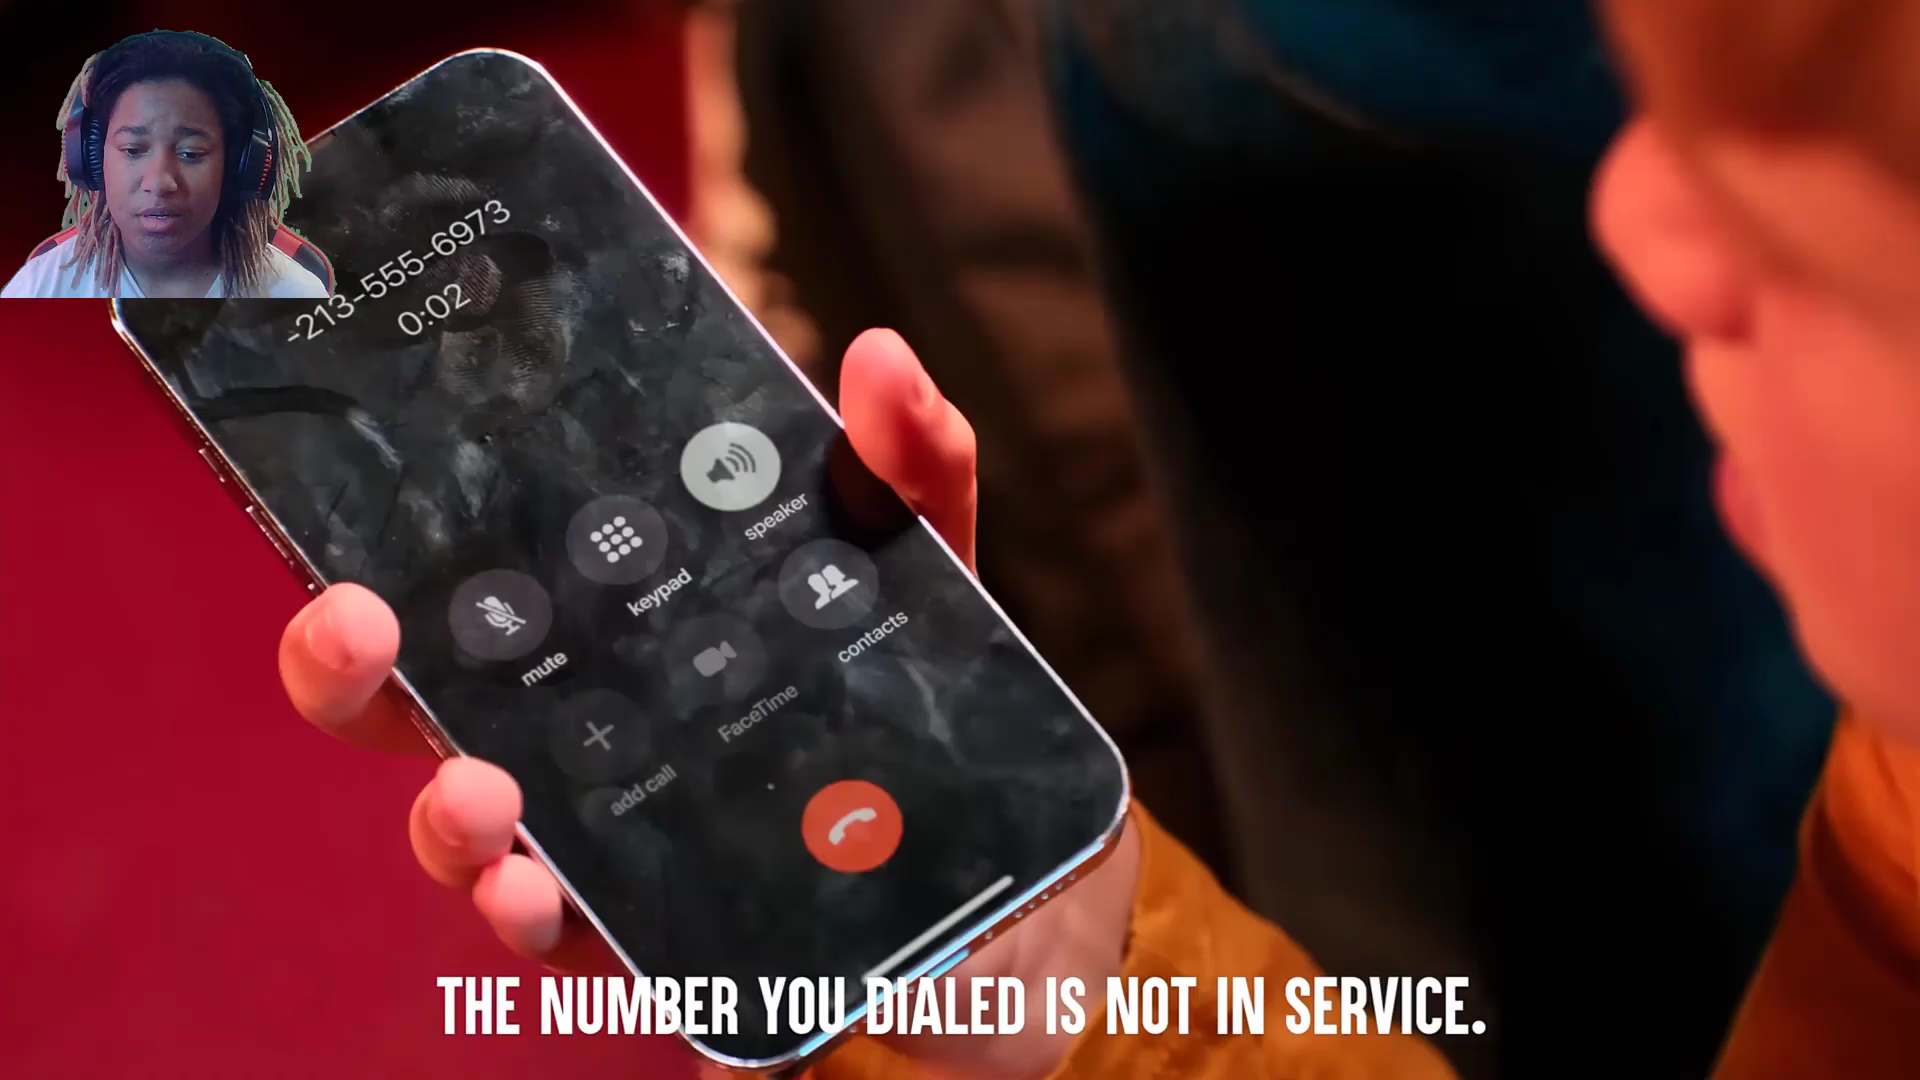 -213-555-6973
0:02
speaker
keypad
mute
contacts
FaceTime
add call
THE NUMBER YOU DIALED IS NOT IN SERVICE.